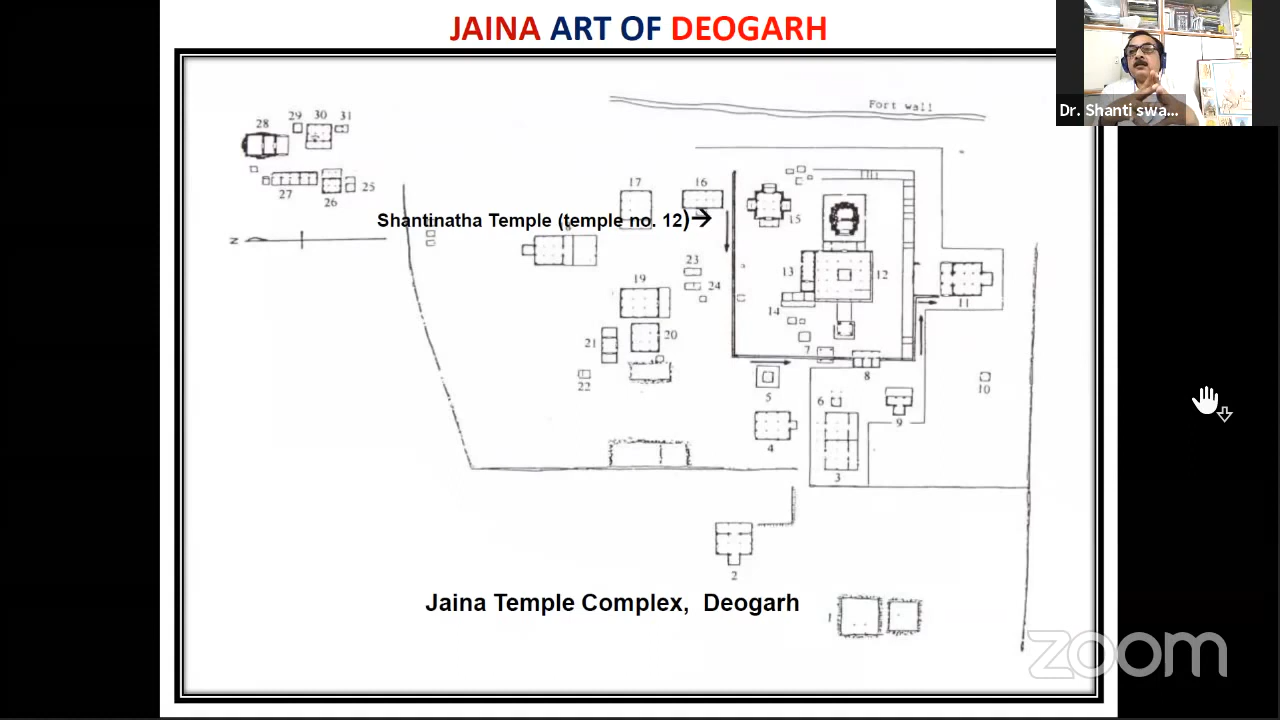 JAINA ART OF DEOGARH
Dr. Shanti swa...
Fort wall
29 30 31
28
27 26 25
17 16
15
Shantinatha Temple (temple no. 12)→
N
23
13 12
19 24
11
14
20
21 7
22 8
5 10
6
9
4
3
2
Jaina Temple Complex, Deogarh
1
zoom